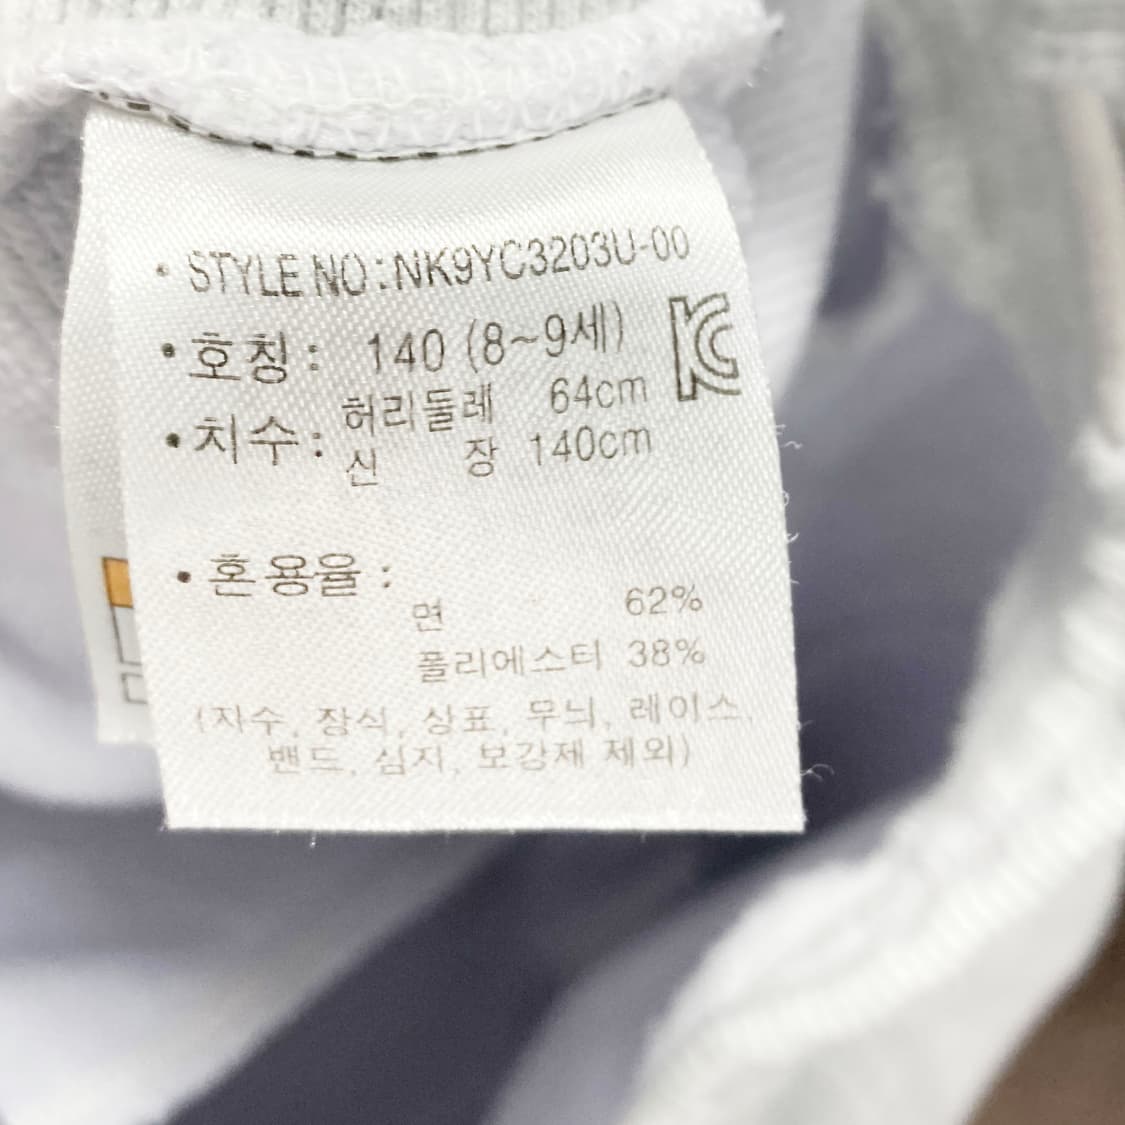 • STYLE NO : NK9YC3203U-00
• 호칭 : 140 (8~9세)
• 치수 : 허리둘레 64cm
신 장 140cm
• 혼용율 :
면 62%
폴리에스터 38%
(자수, 장식, 상표, 무늬, 레이스,
밴드, 심지, 보강제 제외)